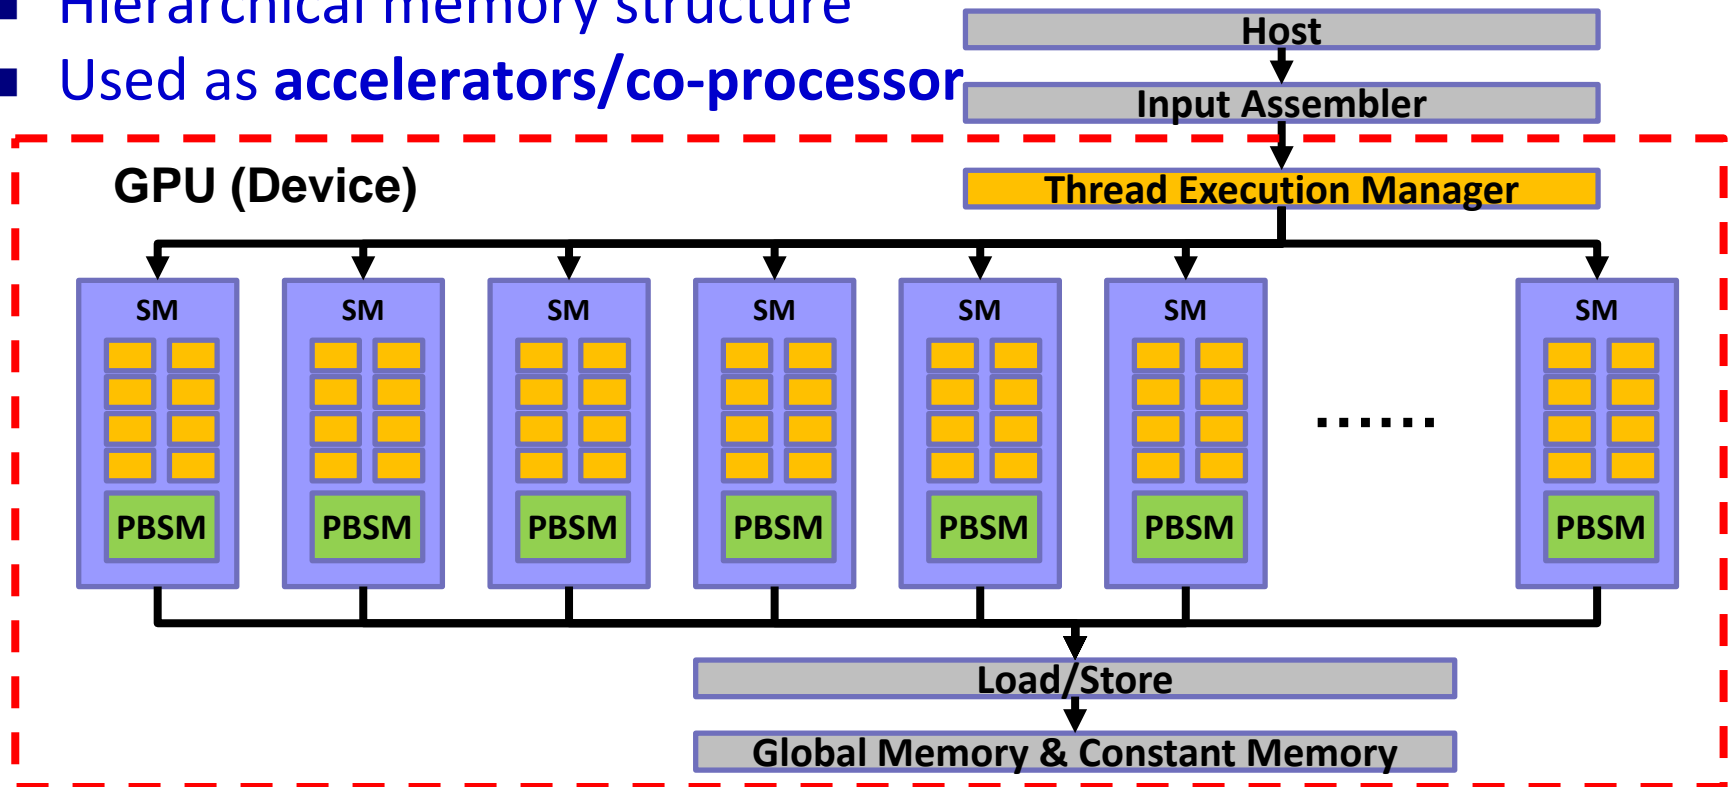 Hierarchical memory structure
Used as accelerators/co-processor
Host
Input Assembler
GPU (Device)
Thread Execution Manager
SM SM SM SM SM SM SM
......
PBSM PBSM PBSM PBSM PBSM PBSM PBSM
Load/Store
Global Memory & Constant Memory